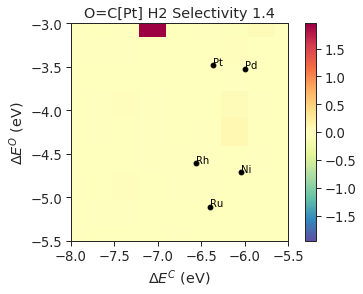 O=C[Pt] H2 Selectivity 1.4
−3.0
−3.5
−4.0
−4.5
−5.0
−5.5
ΔE^O (eV)
Pt
Pd
Rh
Ni
Ru
1.5
1.0
0.5
0.0
−0.5
−1.0
−1.5
−8.0 −7.5 −7.0 −6.5 −6.0 −5.5
ΔE^C (eV)